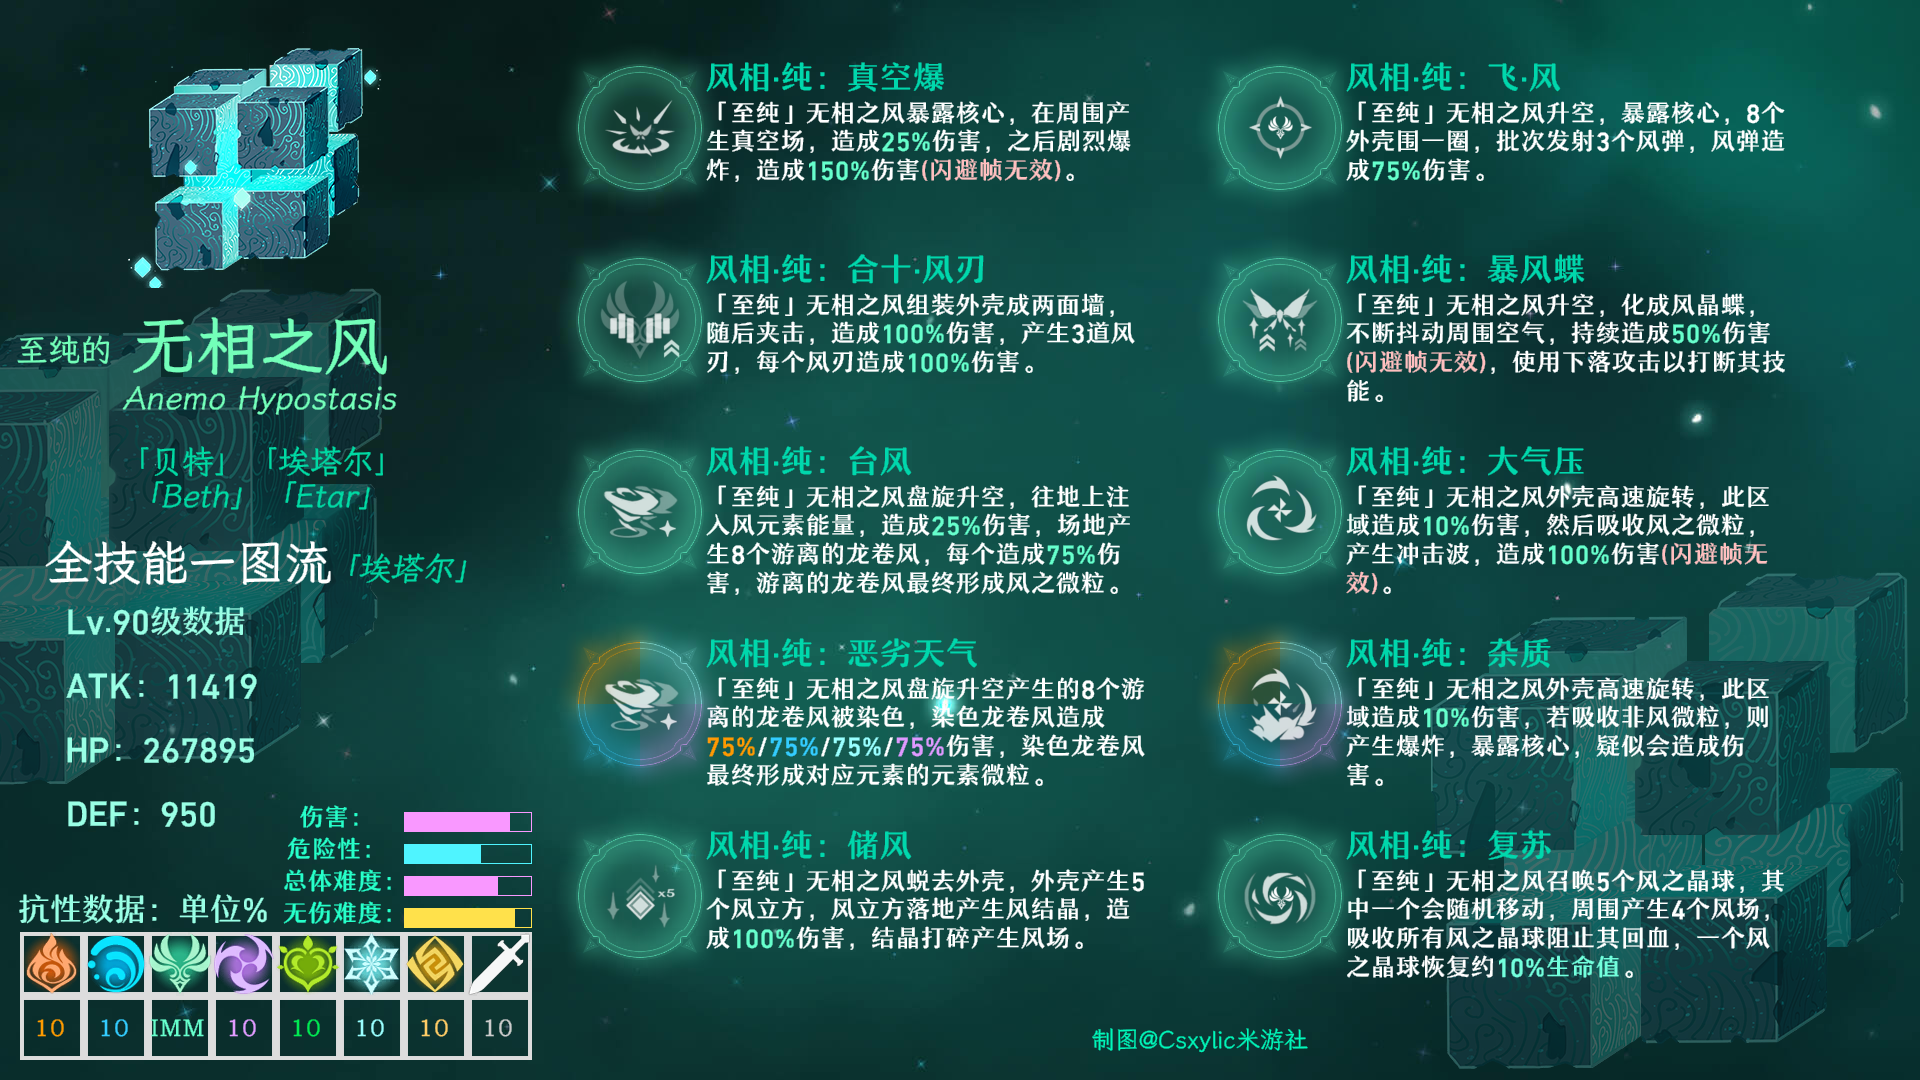 至纯的 无相之风
Anemo Hypostasis
「贝特」「埃塔尔」
「Beth」「Etar」
全技能一图流「埃塔尔」
Lv.90级数据
ATK：11419
HP：267895
DEF：950
伤害：
危险性：
总体难度：
无伤难度：
抗性数据：单位%
10 10 IMM 10 10 10 10 10
风相·纯：真空爆
「至纯」无相之风暴露核心，在周围产
生真空场，造成25%伤害，之后剧烈爆
炸，造成150%伤害(闪避帧无效)。
风相·纯：合十·风刃
「至纯」无相之风组装外壳成两面墙，
随后夹击，造成100%伤害，产生3道风
刃，每个风刃造成100%伤害。
风相·纯：台风
「至纯」无相之风盘旋升空，往地上注
入风元素能量，造成25%伤害，场地产
生8个游离的龙卷风，每个造成75%伤
害，游离的龙卷风最终形成风之微粒。
风相·纯：恶劣天气
「至纯」无相之风盘旋升空产生的8个游
离的龙卷风被染色，染色龙卷风造成
75%/75%/75%/75%伤害，染色龙卷风
最终形成对应元素的元素微粒。
风相·纯：储风
「至纯」无相之风蜕去外壳，外壳产生5
个风立方，风立方落地产生风结晶，造
成100%伤害，结晶打碎产生风场。
x5
风相·纯：飞·风
「至纯」无相之风升空，暴露核心，8个
外壳围一圈，批次发射3个风弹，风弹造
成75%伤害。
风相·纯：暴风蝶
「至纯」无相之风升空，化成风晶蝶，
不断抖动周围空气，持续造成50%伤害
(闪避帧无效)，使用下落攻击以打断其技
能。
风相·纯：大气压
「至纯」无相之风外壳高速旋转，此区
域造成10%伤害，然后吸收风之微粒，
产生冲击波，造成100%伤害(闪避帧无
效)。
风相·纯：杂质
「至纯」无相之风外壳高速旋转，此区
域造成10%伤害，若吸收非风微粒，则
产生爆炸，暴露核心，疑似会造成伤
害。
风相·纯：复苏
「至纯」无相之风召唤5个风之晶球，其
中一个会随机移动，周围产生4个风场，
吸收所有风之晶球阻止其回血，一个风
之晶球恢复约10%生命值。
制图@Csxylic米游社